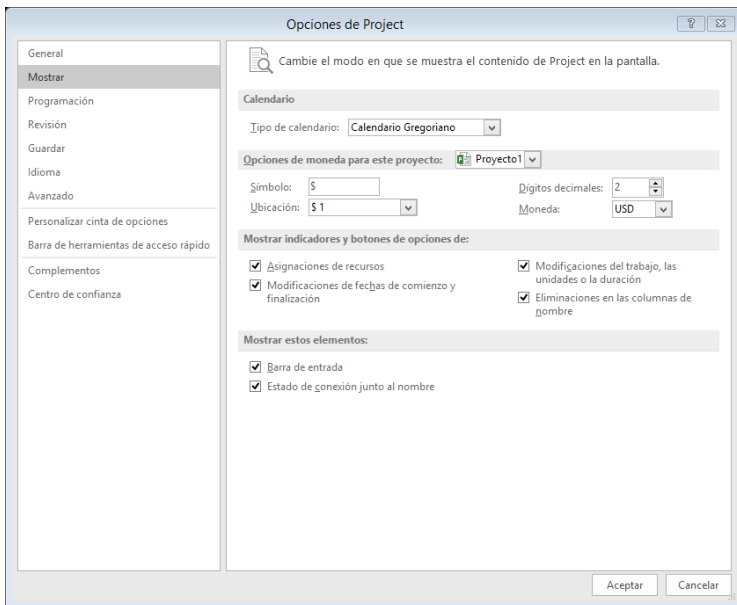 Opciones de Project
General
Mostrar
Programación
Revisión
Guardar
Idioma
Avanzado
Personalizar cinta de opciones
Barra de herramientas de acceso rápido
Complementos
Centro de confianza
Cambie el modo en que se muestra el contenido de Project en la pantalla.
Calendario
Tipo de calendario: Calendario Gregoriano
Opciones de moneda para este proyecto: Proyecto1
Símbolo: $
Dígitos decimales: 2
Ubicación: $ 1
Moneda: USD
Mostrar indicadores y botones de opciones de:
Asignaciones de recursos
Modificaciones de fechas de comienzo y
finalización
Modificaciones del trabajo, las
unidades o la duración
Eliminaciones en las columnas de
nombre
Mostrar estos elementos:
Barra de entrada
Estado de conexión junto al nombre
Aceptar
Cancelar